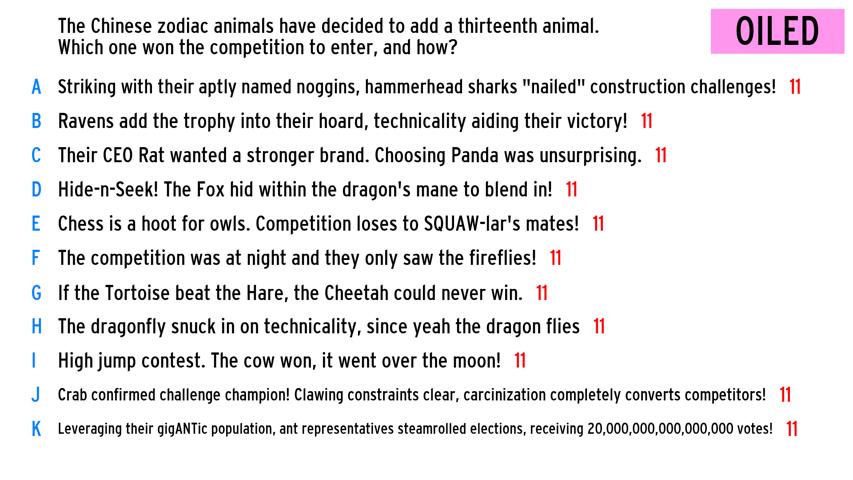 The Chinese zodiac animals have decided to add a thirteenth animal.
Which one won the competition to enter, and how?
OILED
A Striking with their aptly named noggins, hammerhead sharks "nailed" construction challenges! 11
B Ravens add the trophy into their hoard, technicality aiding their victory! 11
C Their CEO Rat wanted a stronger brand. Choosing Panda was unsurprising. 11
D Hide-n-Seek! The Fox hid within the dragon's mane to blend in! 11
E Chess is a hoot for owls. Competition loses to SQUAW-lar's mates! 11
F The competition was at night and they only saw the fireflies! 11
G If the Tortoise beat the Hare, the Cheetah could never win. 11
H The dragonfly snuck in on technicality, since yeah the dragon flies 11
I High jump contest. The cow won, it went over the moon! 11
J Crab confirmed challenge champion! Clawing constraints clear, carcinization completely converts competitors! 11
K Leveraging their gigANTic population, ant representatives steamrolled elections, receiving 20,000,000,000,000,000 votes! 11